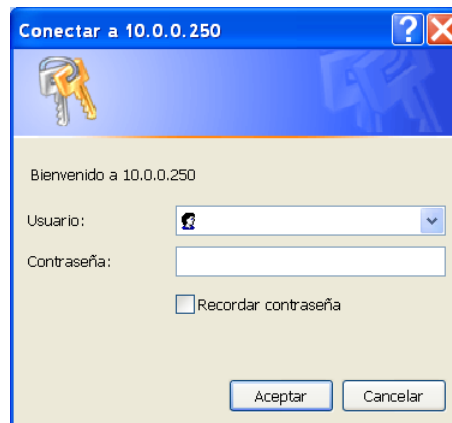 Conectar a 10.0.0.250
Bienvenido a 10.0.0.250
Usuario:
Contraseña:
Recordar contraseña
Aceptar Cancelar